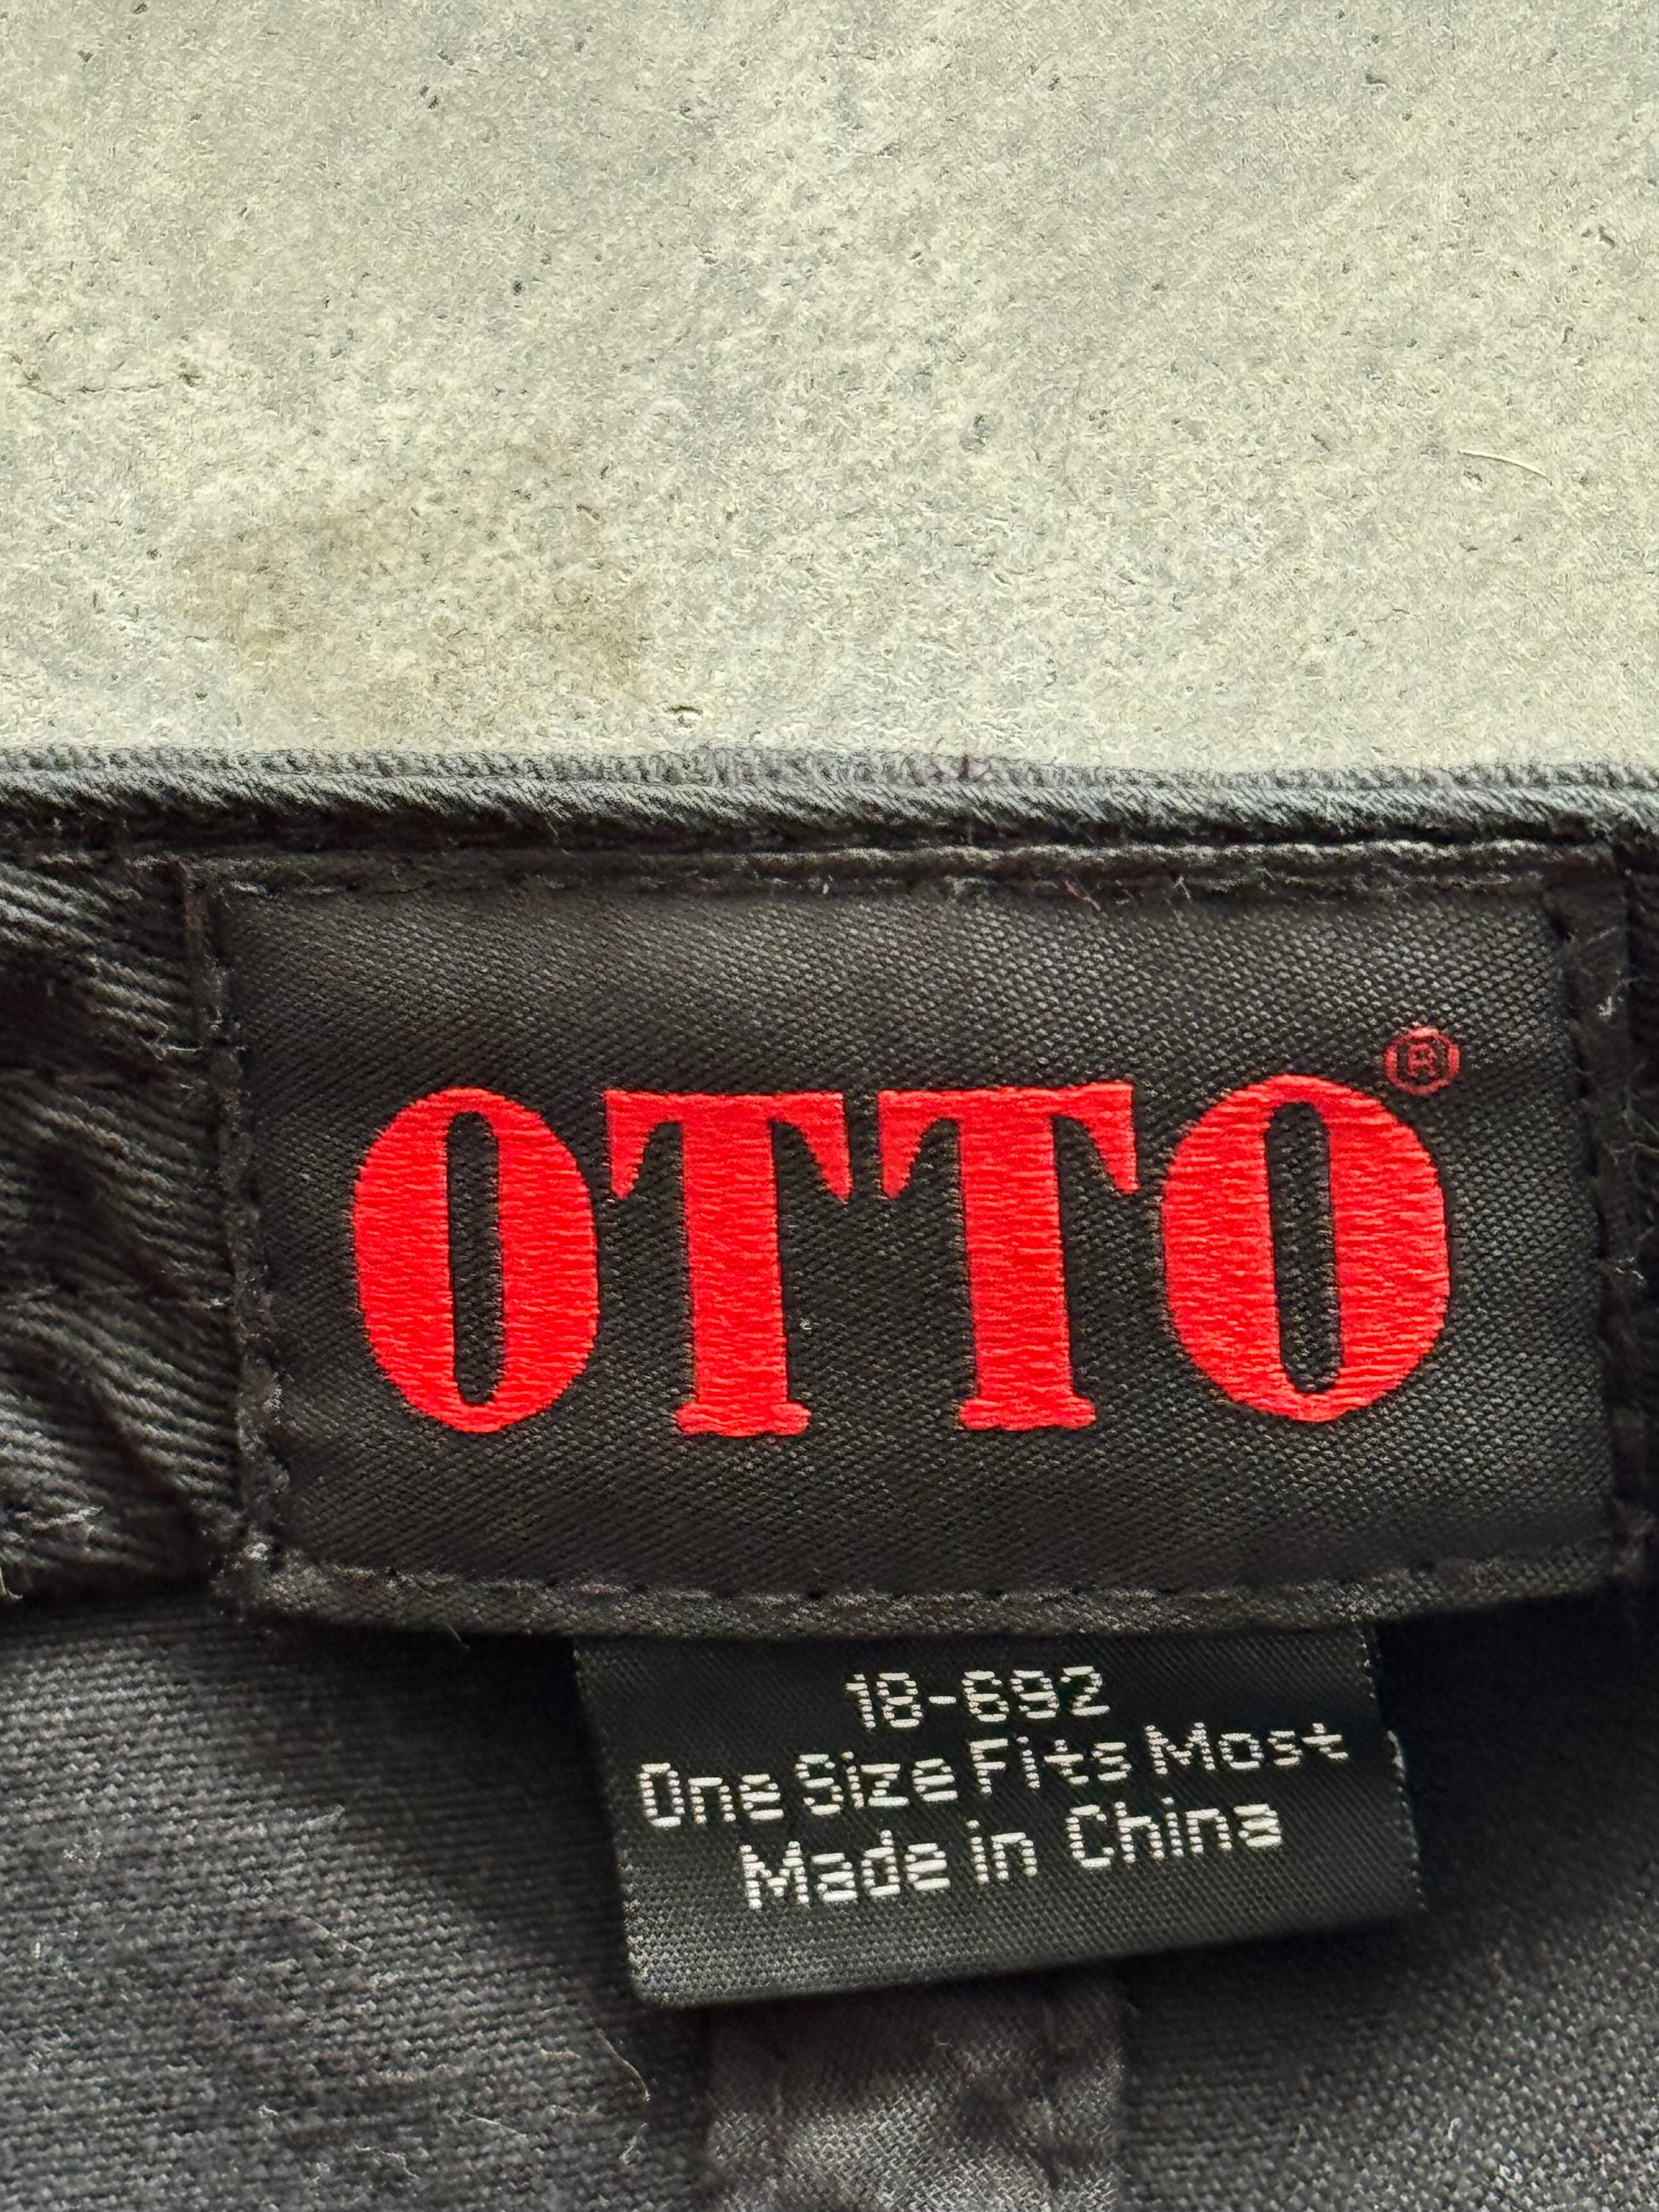 OTTO®
18-692
One Size Fits Most
Made in China